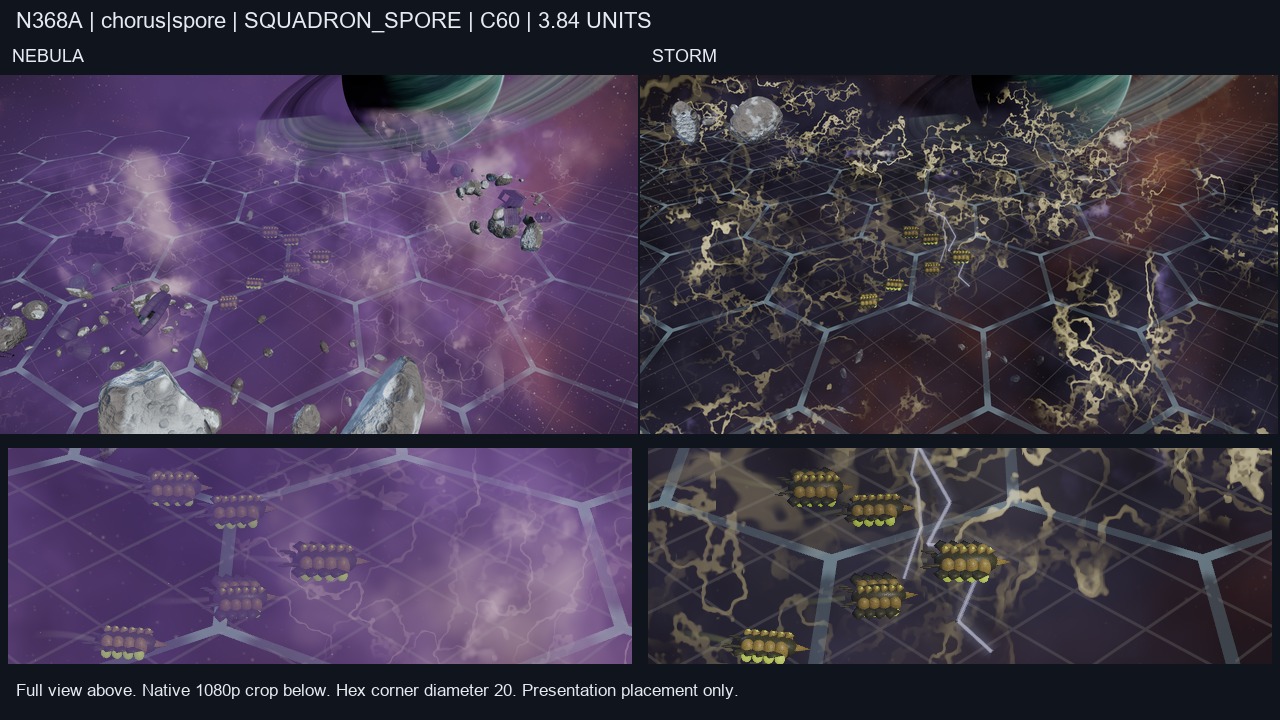 N368A | chorus|spore | SQUADRON_SPORE | C60 | 3.84 UNITS
NEBULA
STORM
Full view above. Native 1080p crop below. Hex corner diameter 20. Presentation placement only.